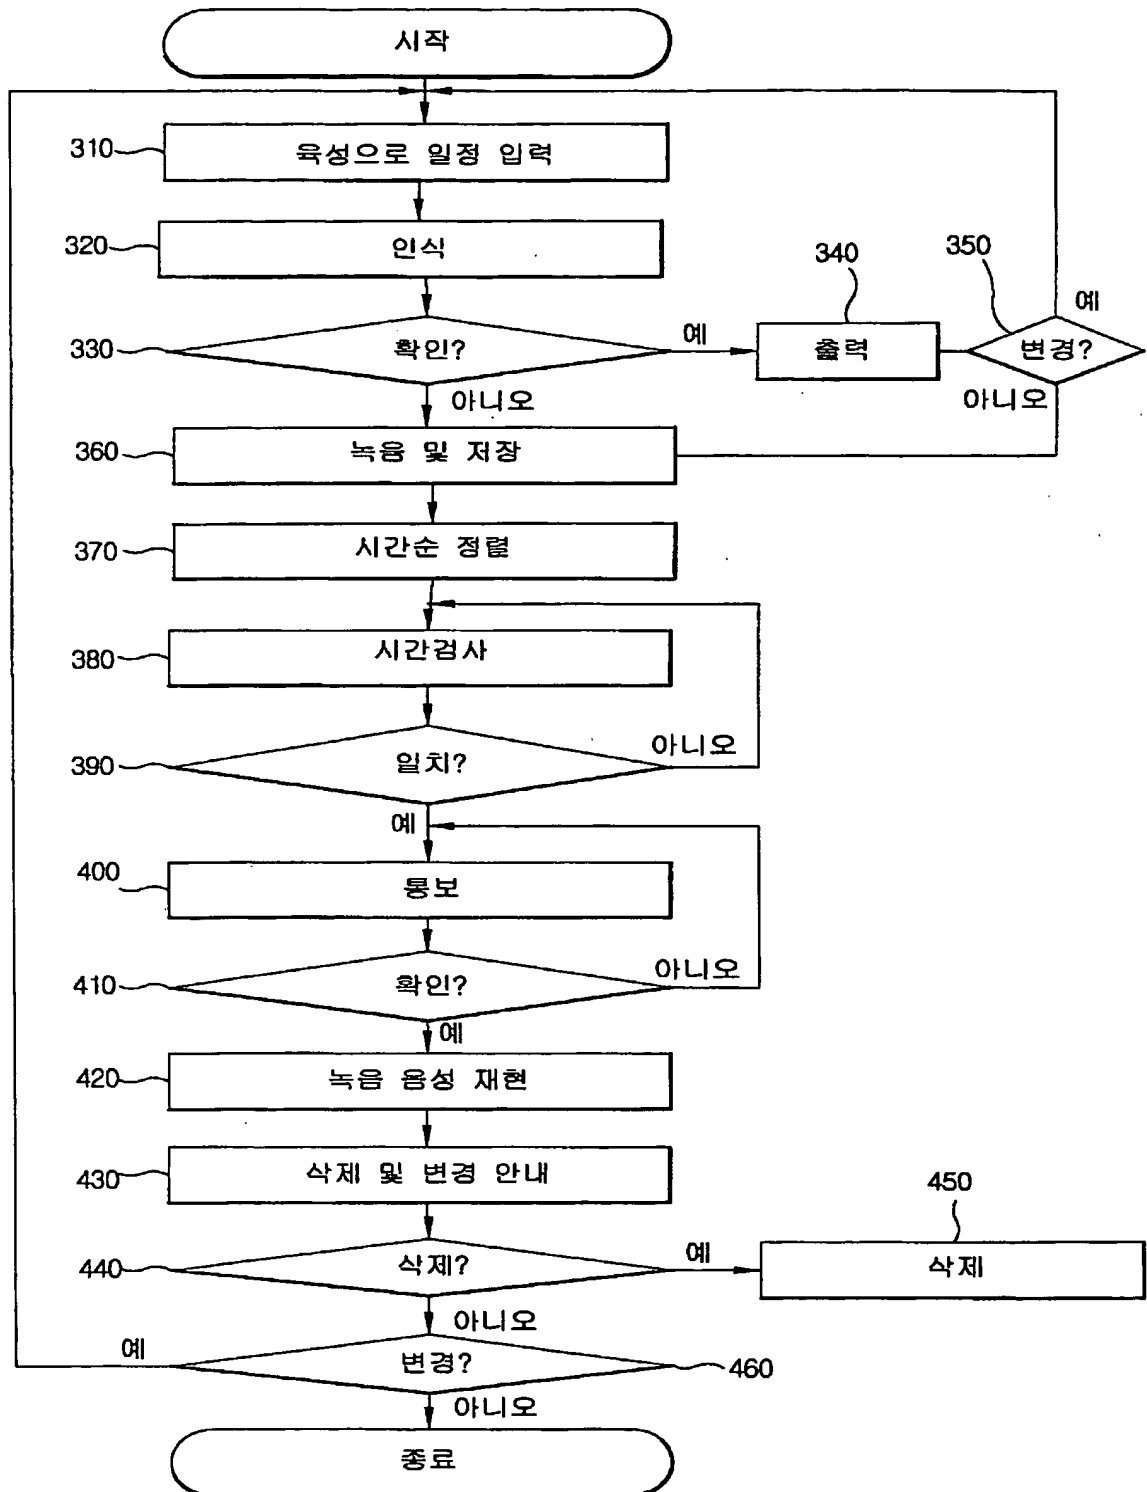 시작
310
육성으로 일정 입력
320
인식
340
350
예
330
확인?
예
출력
변경?
아니오
아니오
360
녹음 및 저장
370
시간순 정렬
380
시간검사
390
일치?
아니오
예
400
통보
410
확인?
아니오
예
420
녹음 음성 재현
430
삭제 및 변경 안내
450
440
삭제?
예
삭제
아니오
예
변경?
460
아니오
종료